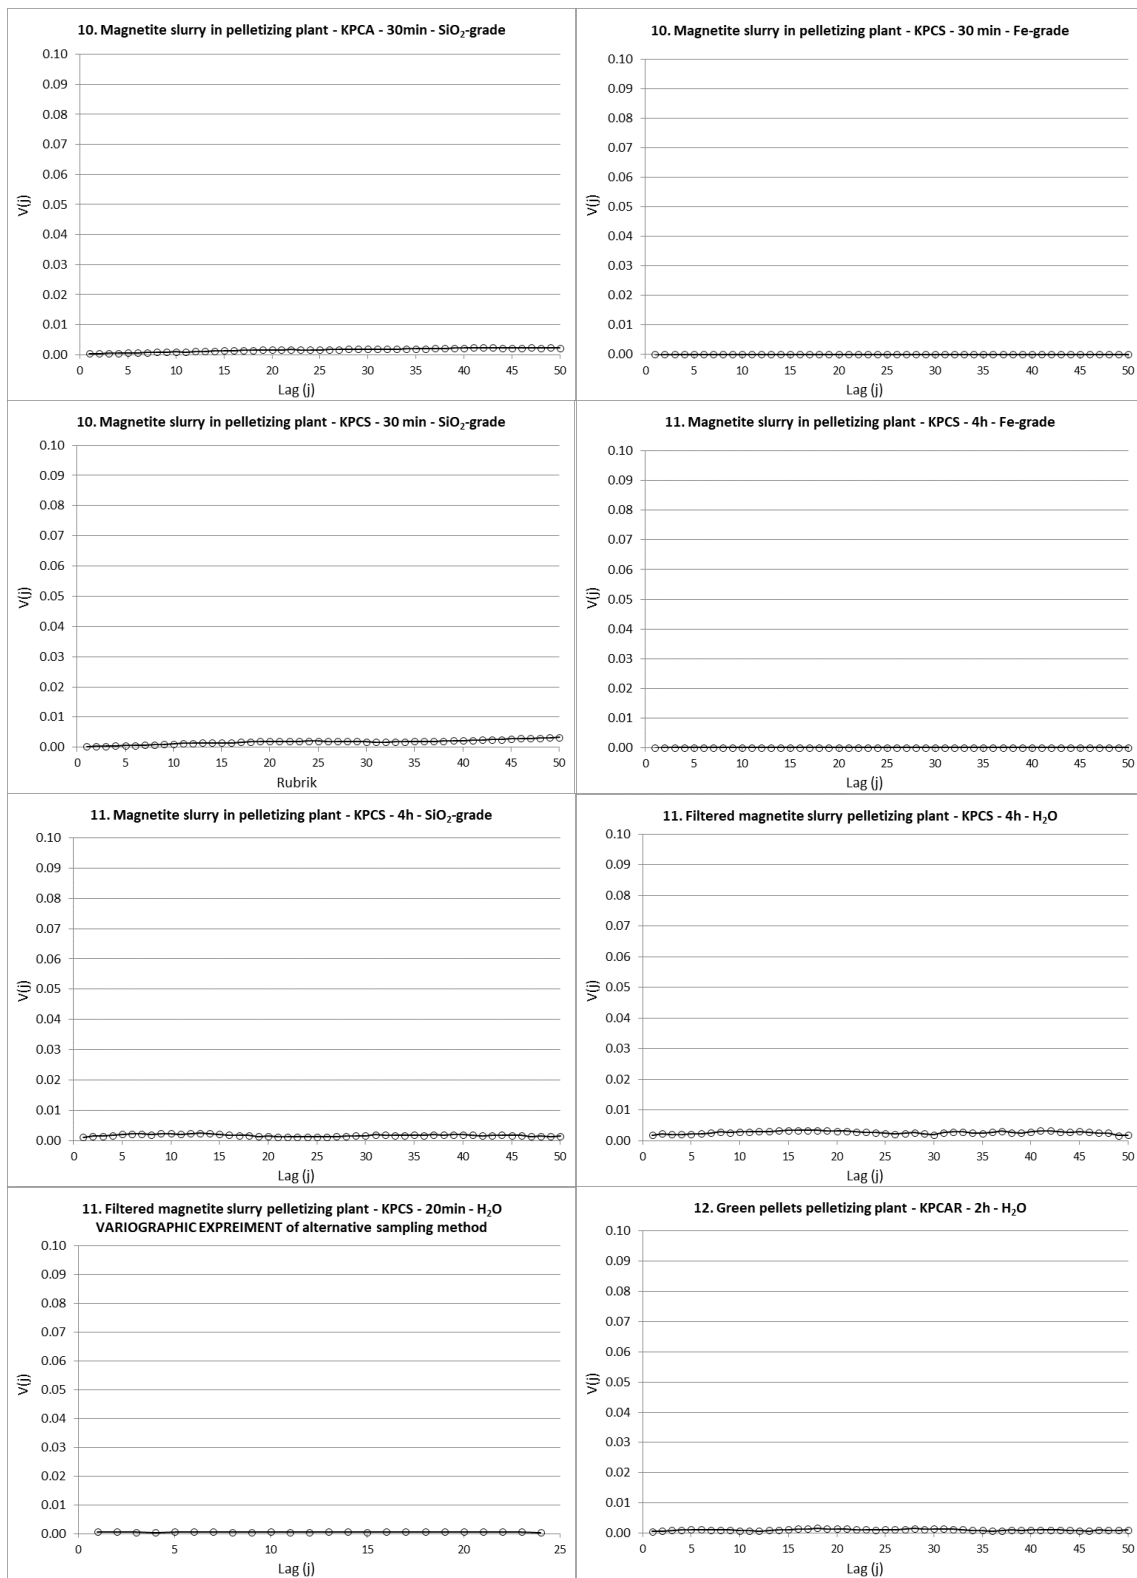 10. Magnetite slurry in pelletizing plant - KPCA - 30min - SiO₂-grade
0.10
0.09
0.08
0.07
0.06
0.05
0.04
0.03
0.02
0.01
0.00
V(j)
0 5 10 15 20 25 30 35 40 45 50
Lag (j)
10. Magnetite slurry in pelletizing plant - KPCS - 30 min - Fe-grade
0.10
0.09
0.08
0.07
0.06
0.05
0.04
0.03
0.02
0.01
0.00
V(j)
0 5 10 15 20 25 30 35 40 45 50
Lag (j)
10. Magnetite slurry in pelletizing plant - KPCS - 30 min - SiO₂-grade
0.10
0.09
0.08
0.07
0.06
0.05
0.04
0.03
0.02
0.01
0.00
V(j)
0 5 10 15 20 25 30 35 40 45 50
Rubrik
11. Magnetite slurry in pelletizing plant - KPCS - 4h - Fe-grade
0.10
0.09
0.08
0.07
0.06
0.05
0.04
0.03
0.02
0.01
0.00
V(j)
0 5 10 15 20 25 30 35 40 45 50
Lag (j)
11. Magnetite slurry in pelletizing plant - KPCS - 4h - SiO₂-grade
0.10
0.09
0.08
0.07
0.06
0.05
0.04
0.03
0.02
0.01
0.00
V(j)
0 5 10 15 20 25 30 35 40 45 50
Lag (j)
11. Filtered magnetite slurry pelletizing plant - KPCS - 4h - H₂O
0.10
0.09
0.08
0.07
0.06
0.05
0.04
0.03
0.02
0.01
0.00
V(j)
0 5 10 15 20 25 30 35 40 45 50
Lag (j)
11. Filtered magnetite slurry pelletizing plant - KPCS - 20min - H₂O
VARIOGRAPHIC EXPREIMENT of alternative sampling method
0.10
0.09
0.08
0.07
0.06
0.05
0.04
0.03
0.02
0.01
0.00
V(j)
0 5 10 15 20 25
Lag (j)
12. Green pellets pelletizing plant - KPCAR - 2h - H₂O
0.10
0.09
0.08
0.07
0.06
0.05
0.04
0.03
0.02
0.01
0.00
V(j)
0 5 10 15 20 25 30 35 40 45 50
Lag (j)